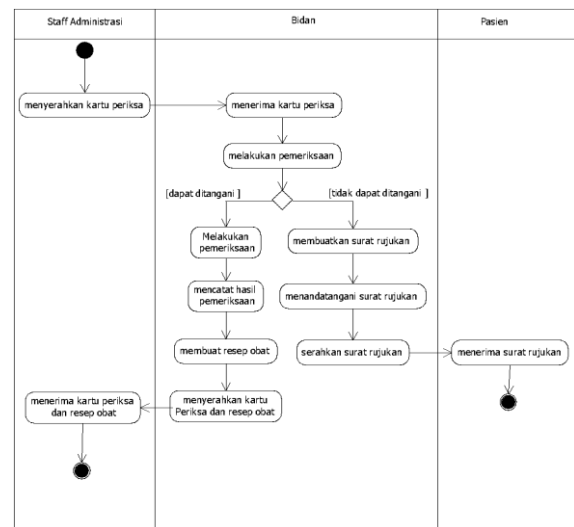 Staff Administrasi
Bidan
Pasien
menyerahkan kartu periksa
menerima kartu periksa
melakukan pemeriksaan
[dapat ditangani ]
[tidak dapat ditangani ]
Melakukan
pemeriksaan
membuatkan surat rujukan
mencatat hasil
pemeriksaan
menandatangani surat rujukan
membuat resep obat
serahkan surat rujukan
menerima surat rujukan
menerima kartu periksa
dan resep obat
menyerahkan kartu
Periksa dan resep obat